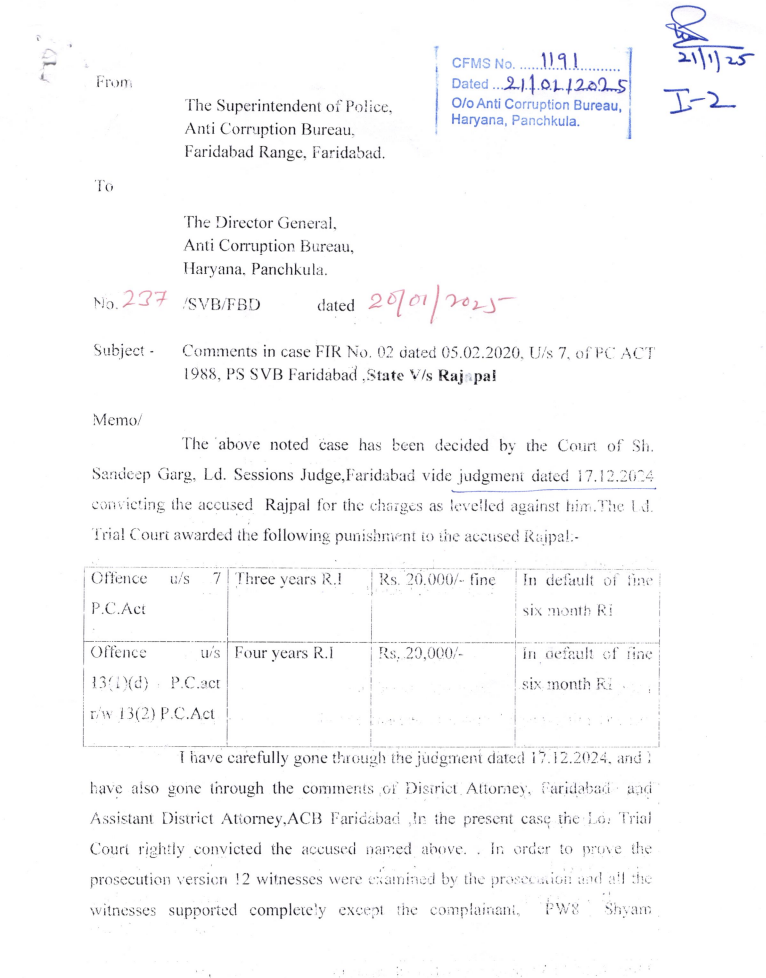 21/1/25
I-2
CFMS No. ......1191...........
Dated ...21.01.2025
O/o Anti Corruption Bureau,
Haryana, Panchkula.
From
The Superintendent of Police,
Anti Corruption Bureau,
Faridabad Range, Faridabad.
To
The Director General,
Anti Corruption Bureau,
Haryana, Panchkula.
No. 237 /SVB/FBD dated 20/01/2025
Subject - Comments in case FIR No. 02 dated 05.02.2020, U/s 7, of PC ACT
1988, PS SVB Faridabad ,State V/s Rajapal
Memo/
The above noted case has been decided by the Court of Sh.
Sandeep Garg, Ld. Sessions Judge,Faridabad vide judgment dated 17.12.2024
convicting the accused Rajpal for the charges as levelled against him.The Ld.
Trial Court awarded the following punishment to the accused Rajpal:-
Offence u/s 7 Three years R.I Rs. 20,000/- fine In default of fine
P.C.Act six month RI
Offence u/s Four years R.I Rs. 20,000/- In default of fine
13(1)(d) P.C.act six month RI
r/w 13(2) P.C.Act
I have carefully gone through the judgment dated 17.12.2024, and I
have also gone through the comments of District Attorney, Faridabad and
Assistant District Attorney,ACB Faridabad ,In the present case the Ld. Trial
Court rightly convicted the accused named above. . In order to prove the
prosecution version 12 witnesses were examined by the prosecution and all the
witnesses supported completely except the complainant, PW8 Shyam